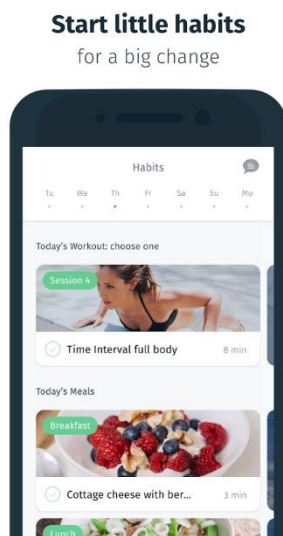 Start little habits
for a big change
Habits
Tu We Th Fr Sa Su Mo
Today's Workout: choose one
Session 4
Time Interval full body 8 min
Today's Meals
Breakfast
Cottage cheese with ber... 3 min
Lunch